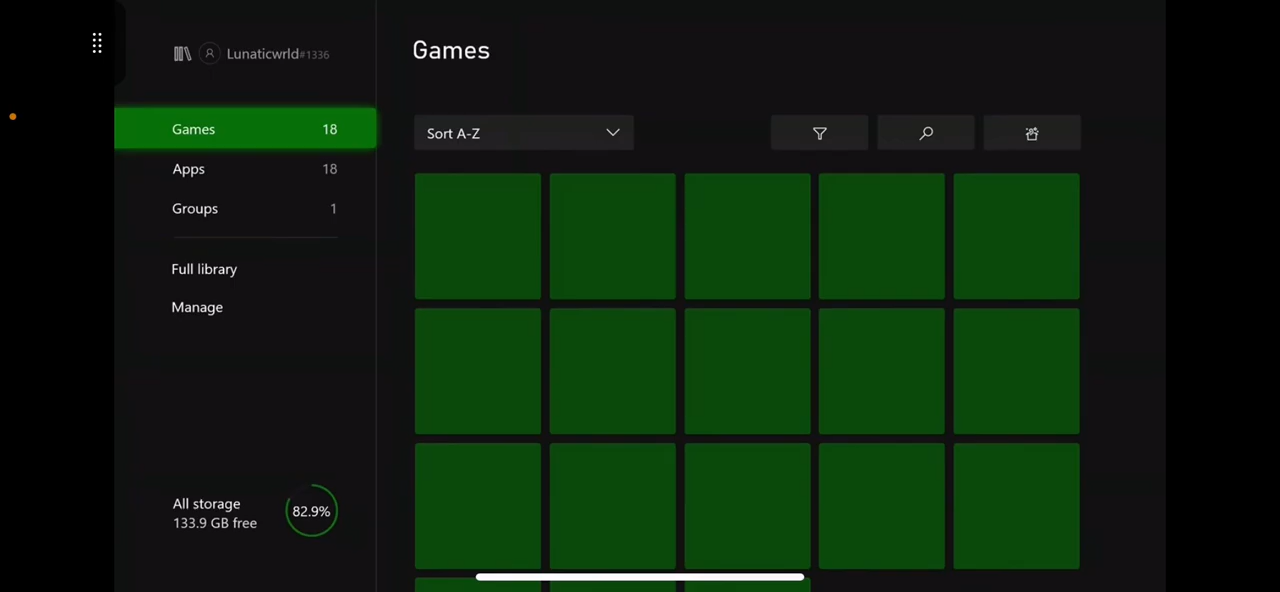 Lunaticwrld#1336
Games 18
Apps 18
Groups 1
Full library
Manage
All storage
133.9 GB free
82.9%
Games
Sort A-Z